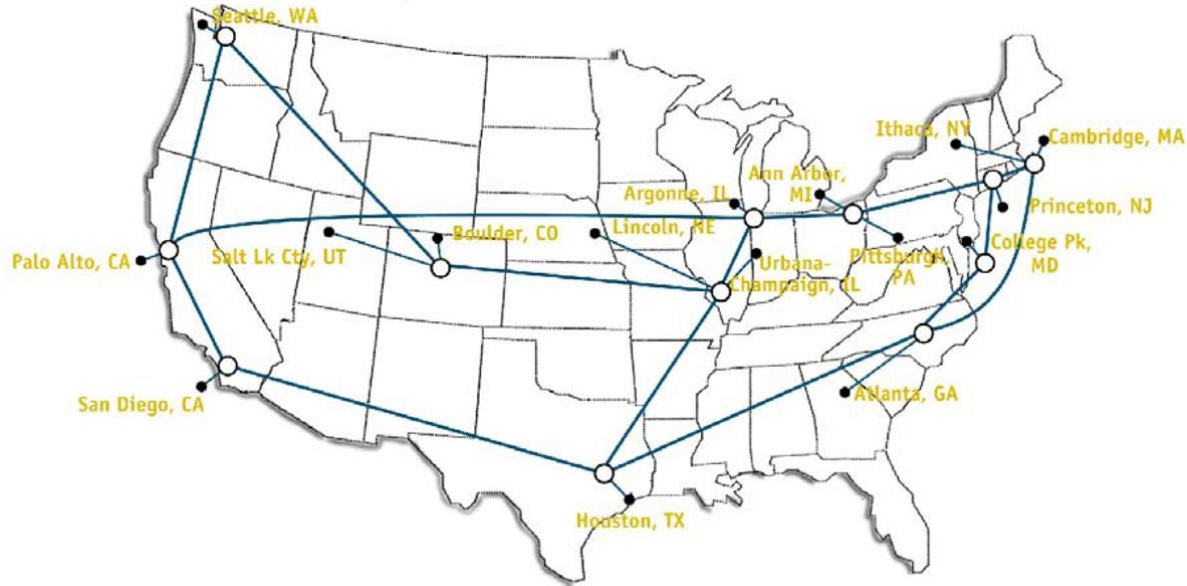 Seattle, WA
Ithaca, NY
Cambridge, MA
Ann Arbor,
MI
Argonne, IL
Princeton, NJ
Lincoln, NE
Boulder, CO
College Pk,
MD
Palo Alto, CA
Salt Lk Cty, UT
Urbana-
Champaign, IL
Pittsburgh,
PA
San Diego, CA
Atlanta, GA
Houston, TX